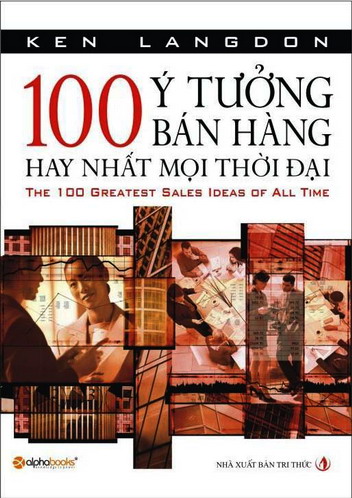 KEN LANGDON
100 Ý TƯỞNG
BÁN HÀNG
HAY NHẤT MỌI THỜI ĐẠI
THE 100 GREATEST SALES IDEAS OF ALL TIME
alphabooks
NHÀ XUẤT BẢN TRI THỨC